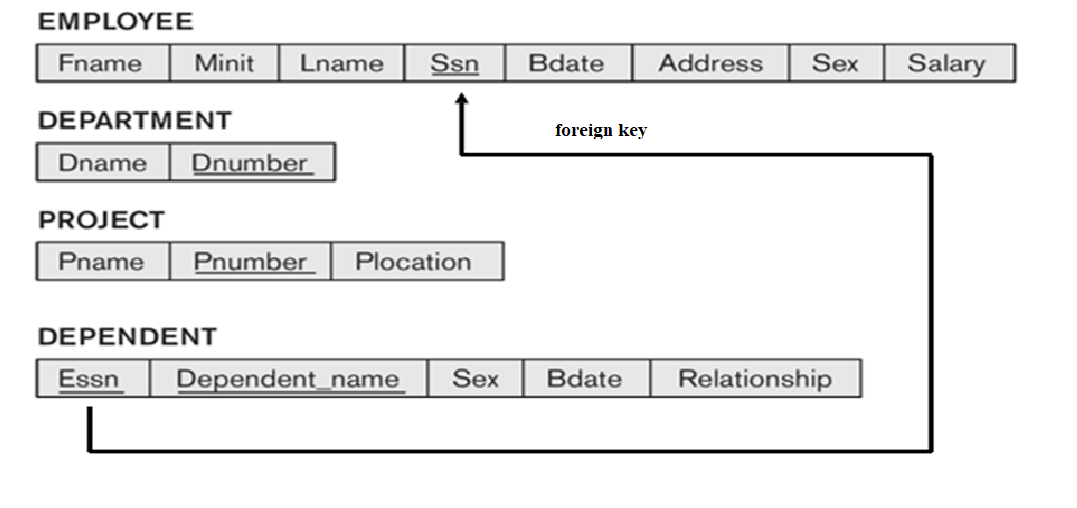 EMPLOYEE
Fname Minit Lname Ssn Bdate Address Sex Salary
foreign key
DEPARTMENT
Dname Dnumber
PROJECT
Pname Pnumber Plocation
DEPENDENT
Essn Dependent_name Sex Bdate Relationship